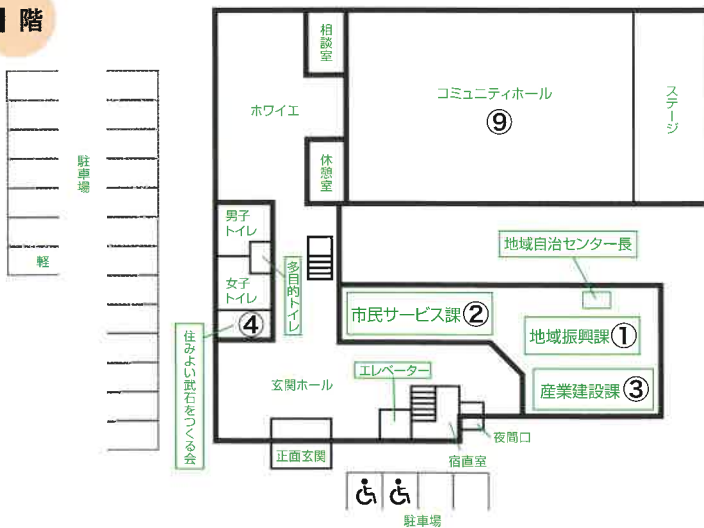 1階
相談室
コミュニティホール
⑨
ステージ
ホワイエ
休憩室
駐車場
軽
男子
トイレ
女子
トイレ
多目的トイレ
④
住みよい武石をつくる会
地域自治センター長
市民サービス課②
地域振興課①
産業建設課③
エレベーター
玄関ホール
正面玄関
夜間口
宿直室
駐車場